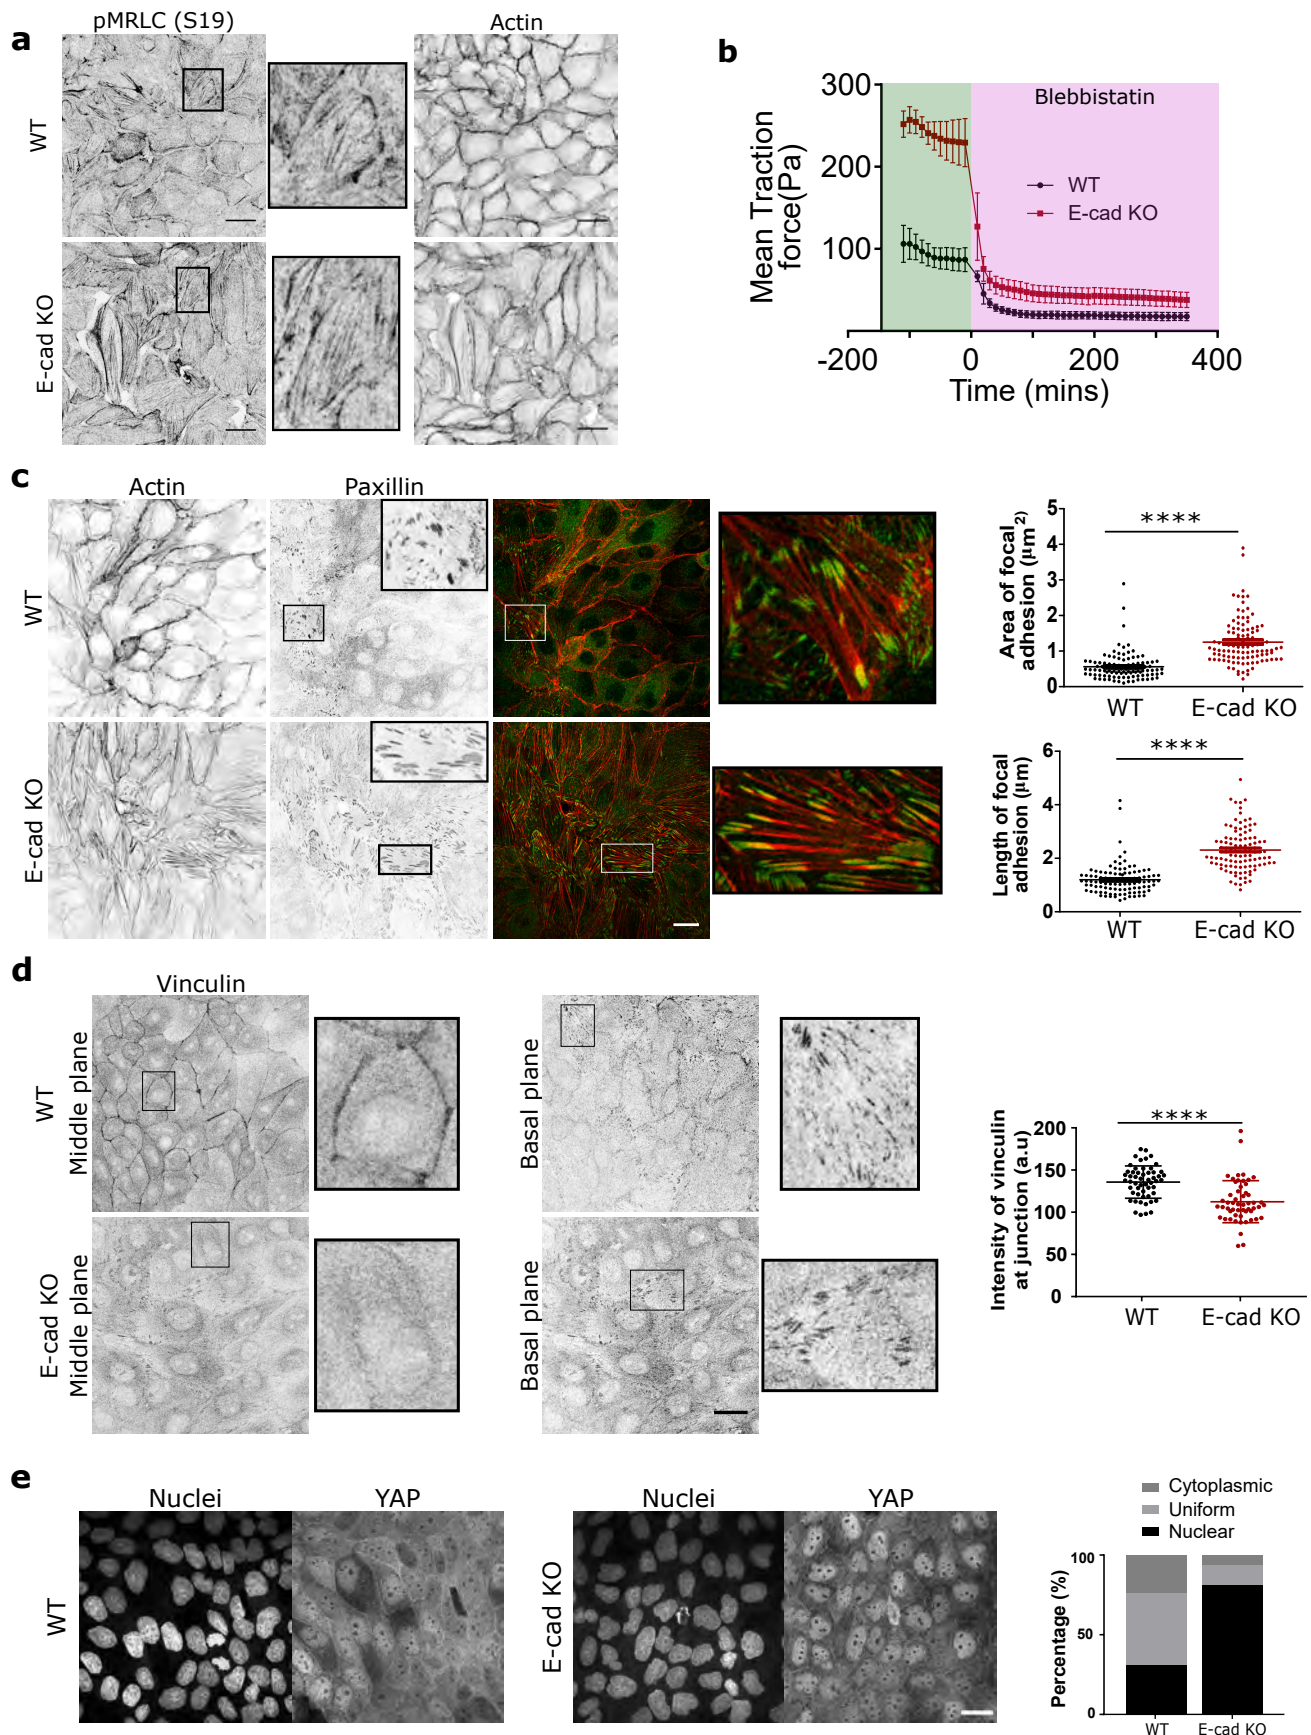 a
pMRLC (S19)
Actin
WT
E-cad KO
b
Mean Traction
force(Pa)
300
200
100
Blebbistatin
WT
E-cad KO
-200
0
200
400
Time (mins)
c
Actin
Paxillin
WT
E-cad KO
Area of focal
adhesion (μm²)
5
4
3
2
1
0
****
WT
E-cad KO
Length of focal
adhesion (μm)
6
4
2
0
****
WT
E-cad KO
d
Vinculin
WT
Middle plane
Basal plane
E-cad KO
Middle plane
Basal plane
Intensity of vinculin
at junction (a.u)
200
150
100
50
0
****
WT
E-cad KO
e
Nuclei
YAP
WT
Nuclei
YAP
E-cad KO
Cytoplasmic
Uniform
Nuclear
Percentage (%)
100
50
0
WT
E-cad KO